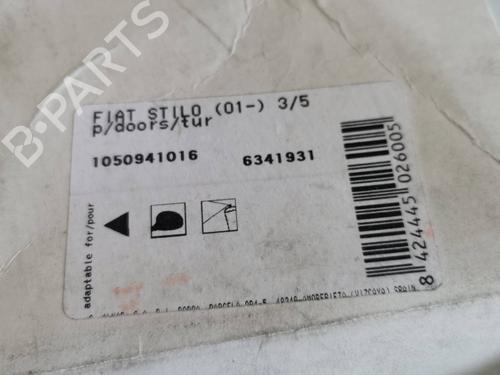 FIAT STILO (01-) 3/5
p/doors/tur
1050941016 6341931
adaptable for/pour
8 424445 026005
B-Parts